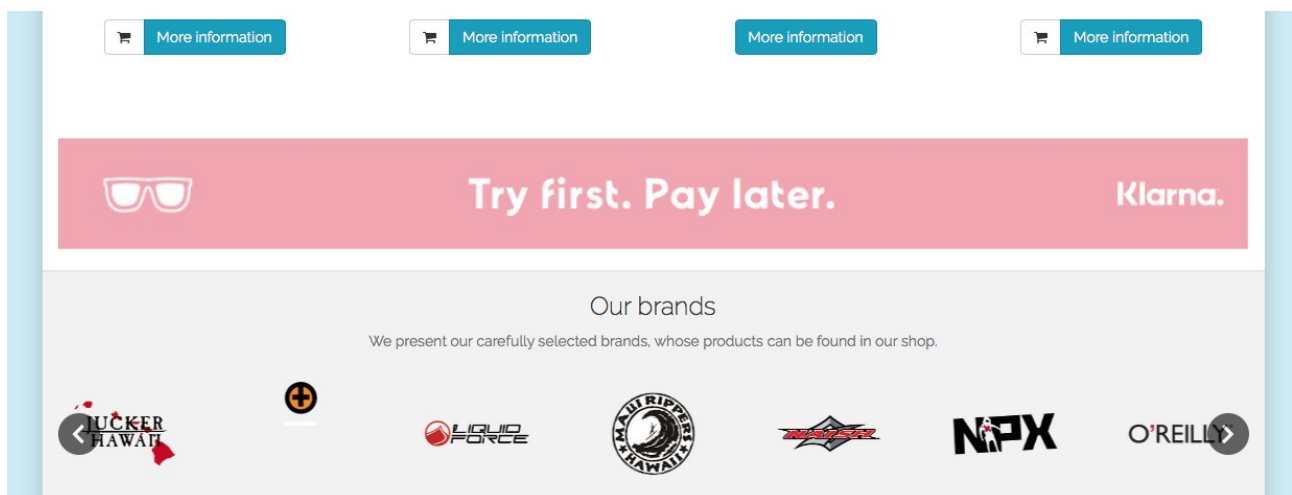 More information
More information
More information
More information
Try first. Pay later.
Klarna.
Our brands
We present our carefully selected brands, whose products can be found in our shop.
JUCKER
HAWAII
LIQUID
FORCE
MAUI RIPPERS
HAWAII
NAISH
NPX
O'REILLY